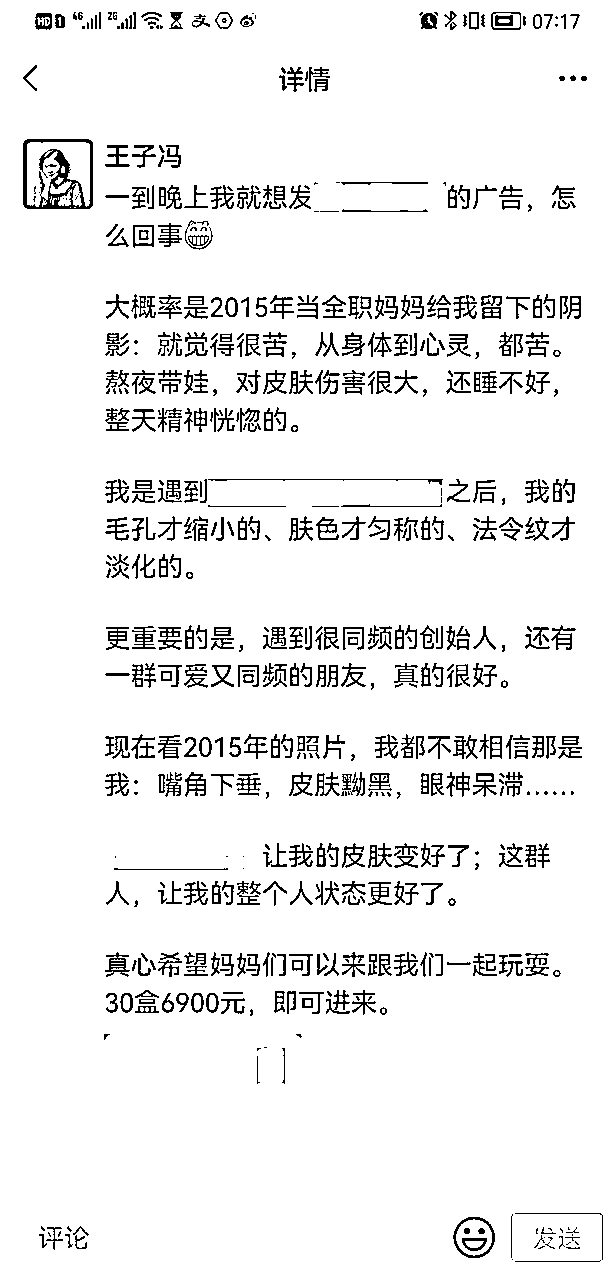 HD 1 4G 2G 07:17
详情
王子冯
一到晚上我就想发 的广告，怎
么回事😁
大概率是2015年当全职妈妈给我留下的阴
影：就觉得很苦，从身体到心灵，都苦。
熬夜带娃，对皮肤伤害很大，还睡不好，
整天精神恍惚的。
我是遇到 之后，我的
毛孔才缩小的、肤色才匀称的、法令纹才
淡化的。
更重要的是，遇到很同频的创始人，还有
一群可爱又同频的朋友，真的很好。
现在看2015年的照片，我都不敢相信那是
我：嘴角下垂，皮肤黝黑，眼神呆滞……
让我的皮肤变好了；这群
人，让我的整个人状态更好了。
真心希望妈妈们可以来跟我们一起玩耍。
30盒6900元，即可进来。
评论 发送